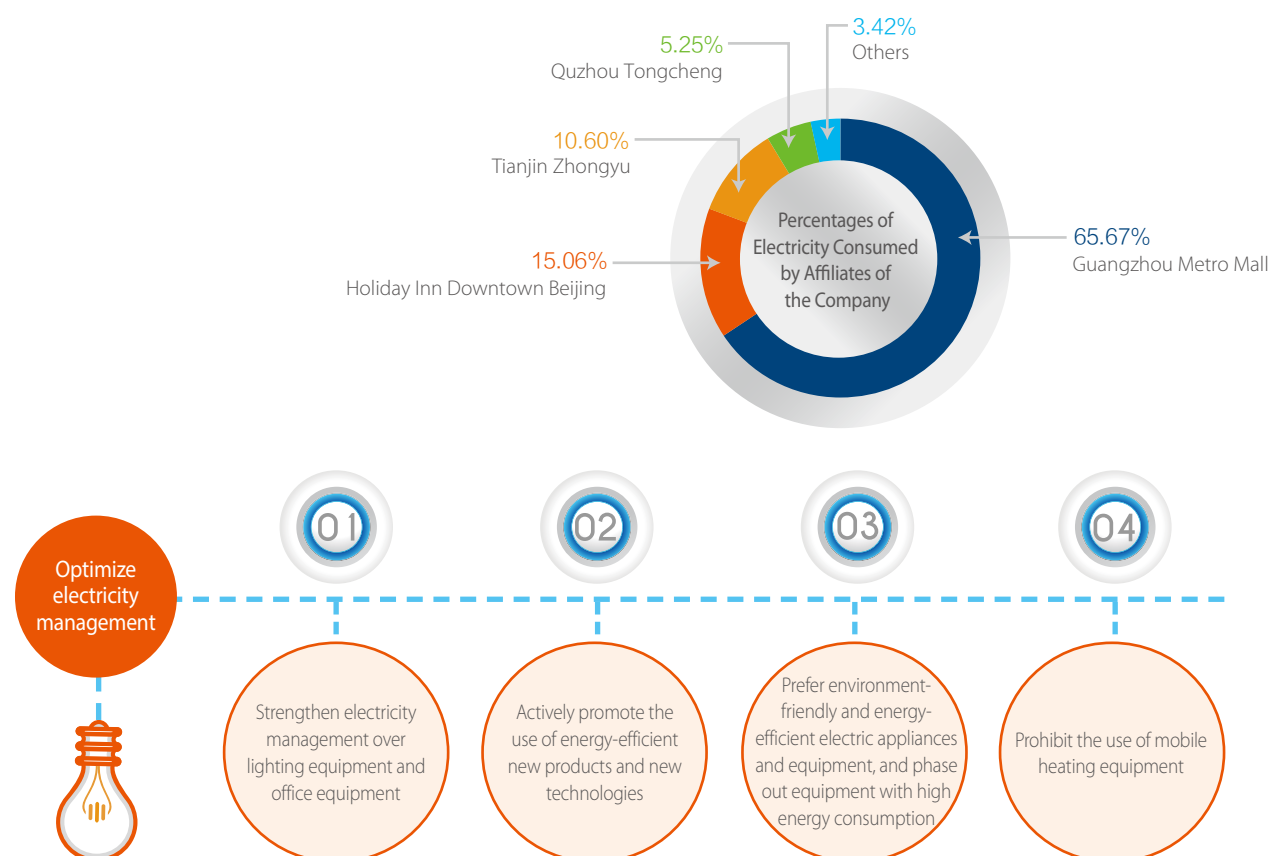 3.42%
Others
5.25%
Quzhou Tongcheng
10.60%
Tianjin Zhongyu
15.06%
Holiday Inn Downtown Beijing
Percentages of
Electricity Consumed
by Affiliates of
the Company
65.67%
Guangzhou Metro Mall
Optimize
electricity
management
01
Strengthen electricity
management over
lighting equipment and
office equipment
02
Actively promote the
use of energy-efficient
new products and new
technologies
03
Prefer environment-
friendly and energy-
efficient electric appliances
and equipment, and phase
out equipment with high
energy consumption
04
Prohibit the use of mobile
heating equipment